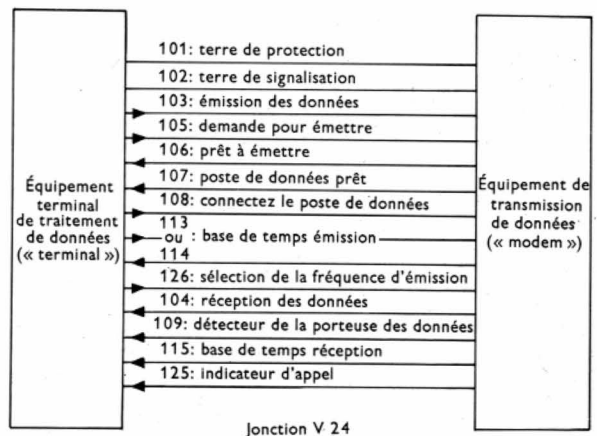 101: terre de protection
102: terre de signalisation
103: émission des données
105: demande pour émettre
106: prêt à émettre
107: poste de données prêt
108: connectez le poste de données
113
ou : base de temps émission
114
126: sélection de la fréquence d'émission
104: réception des données
109: détecteur de la porteuse des données
115: base de temps réception
125: indicateur d'appel
Équipement
terminal
de traitement
de données
(« terminal »)
Équipement de
transmission
de données
(« modem »)
Jonction V 24